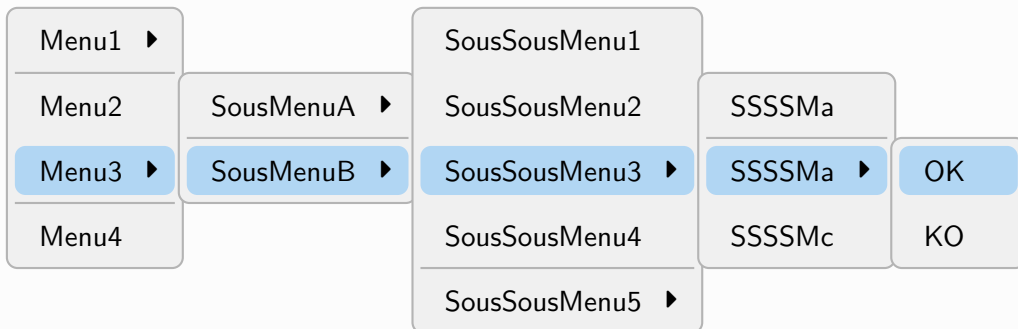 Menu1
Menu2
Menu3
Menu4
SousMenuA
SousMenuB
SousSousMenu1
SousSousMenu2
SousSousMenu3
SousSousMenu4
SousSousMenu5
SSSSMa
SSSSMa
SSSSMc
OK
KO